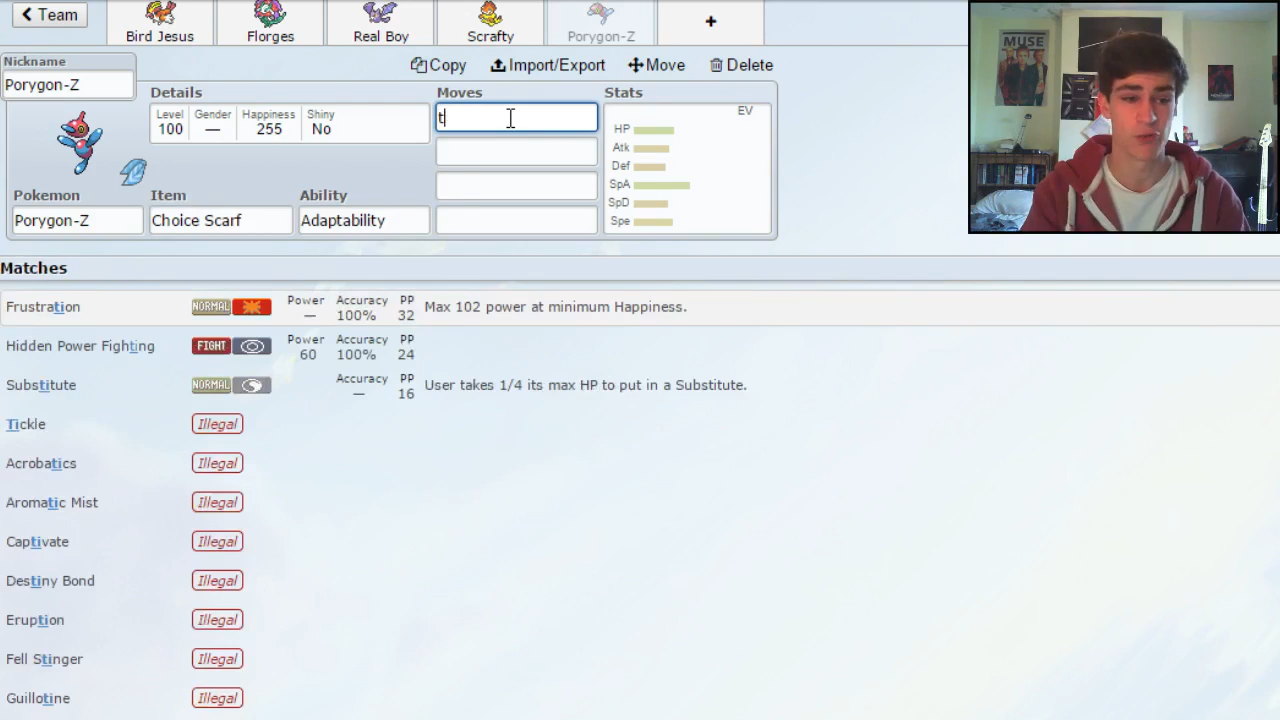 Team
Bird Jesus
Florges
Real Boy
Scrafty
Porygon-Z
+
Nickname
Porygon-Z
Copy
Import/Export
Move
Delete
Details
Level
100
Gender
—
Happiness
255
Shiny
No
Moves
t
Stats
EV
HP
Atk
Def
SpA
SpD
Spe
Pokemon
Porygon-Z
Item
Choice Scarf
Ability
Adaptability
MUSE
Matches
Frustration NORMAL Power — Accuracy 100% PP 32 Max 102 power at minimum Happiness.
Hidden Power Fighting FIGHT Power 60 Accuracy 100% PP 24
Substitute NORMAL Accuracy — PP 16 User takes 1/4 its max HP to put in a Substitute.
Tickle Illegal
Acrobatics Illegal
Aromatic Mist Illegal
Captivate Illegal
Destiny Bond Illegal
Eruption Illegal
Fell Stinger Illegal
Guillotine Illegal